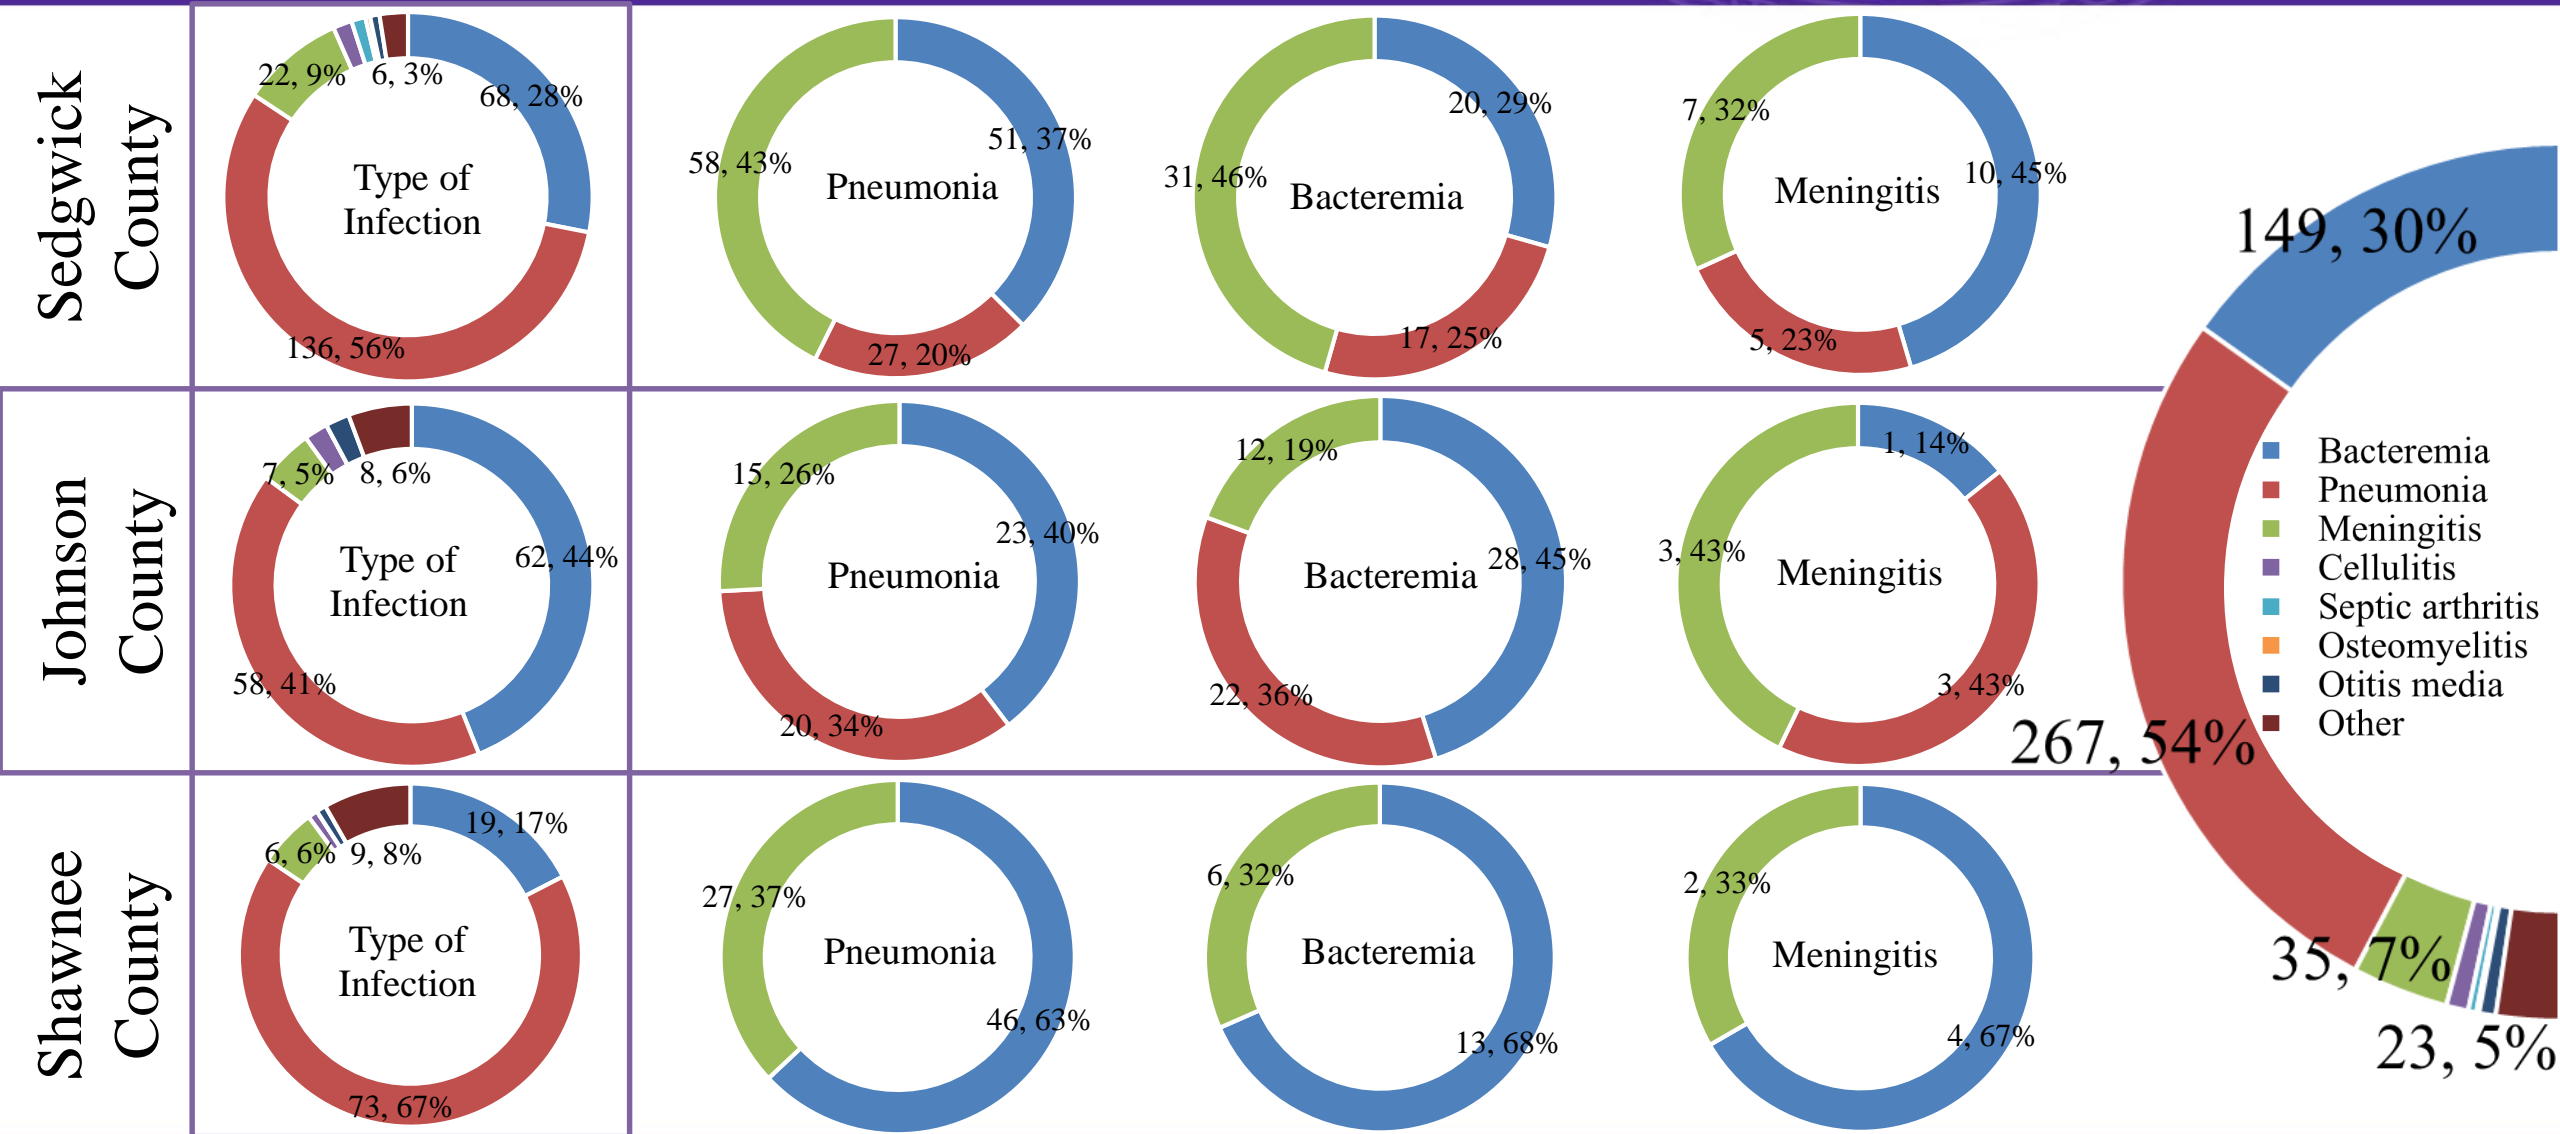 Sedgwick
County
22, 9%
6, 3%
68, 28%
Type of
Infection
136, 56%
51, 37%
58, 43%
Pneumonia
27, 20%
20, 29%
31, 46%
Bacteremia
17, 25%
7, 32%
10, 45%
Meningitis
5, 23%
Johnson
County
7, 5%
8, 6%
62, 44%
Type of
Infection
58, 41%
15, 26%
23, 40%
Pneumonia
20, 34%
12, 19%
28, 45%
Bacteremia
22, 36%
1, 14%
3, 43%
Meningitis
3, 43%
Shawnee
County
19, 17%
6, 6%
9, 8%
Type of
Infection
73, 67%
27, 37%
Pneumonia
46, 63%
6, 32%
Bacteremia
13, 68%
2, 33%
Meningitis
4, 67%
149, 30%
Bacteremia
Pneumonia
Meningitis
Cellulitis
Septic arthritis
Osteomyelitis
Otitis media
Other
267, 54%
35, 7%
23, 5%